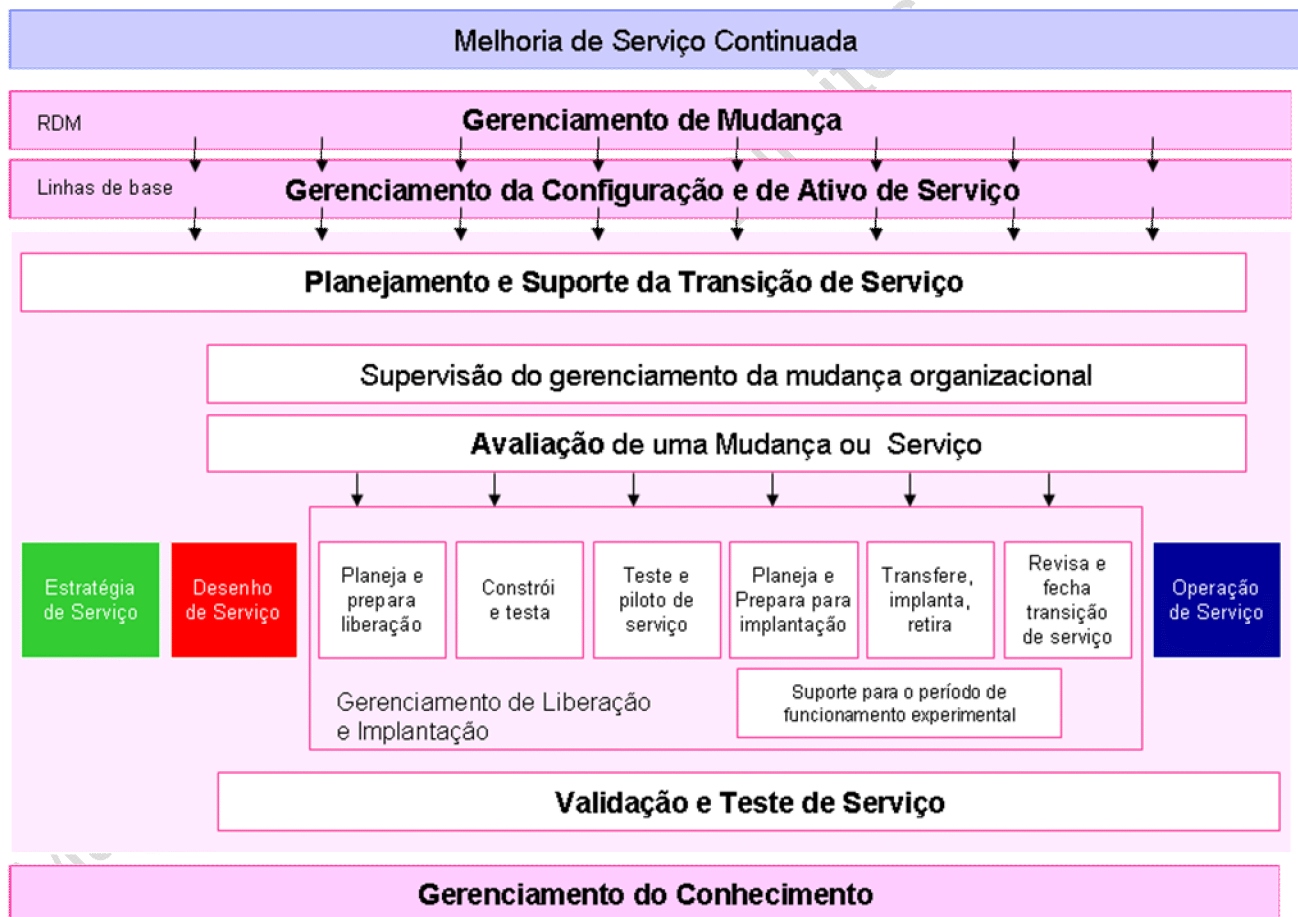 Melhoria de Serviço Continuada
RDM
Gerenciamento de Mudança
Linhas de base
Gerenciamento da Configuração e de Ativo de Serviço
Planejamento e Suporte da Transição de Serviço
Supervisão do gerenciamento da mudança organizacional
Avaliação de uma Mudança ou Serviço
Estratégia
de Serviço
Desenho
de Serviço
Planeja e
prepara
liberação
Constrói
e testa
Teste e
piloto de
serviço
Planeja e
Prepara para
implantação
Transfere,
implanta,
retira
Revisa e
fecha
transição
de serviço
Operação
de Serviço
Gerenciamento de Liberação
e Implantação
Suporte para o período de
funcionamento experimental
Validação e Teste de Serviço
Gerenciamento do Conhecimento